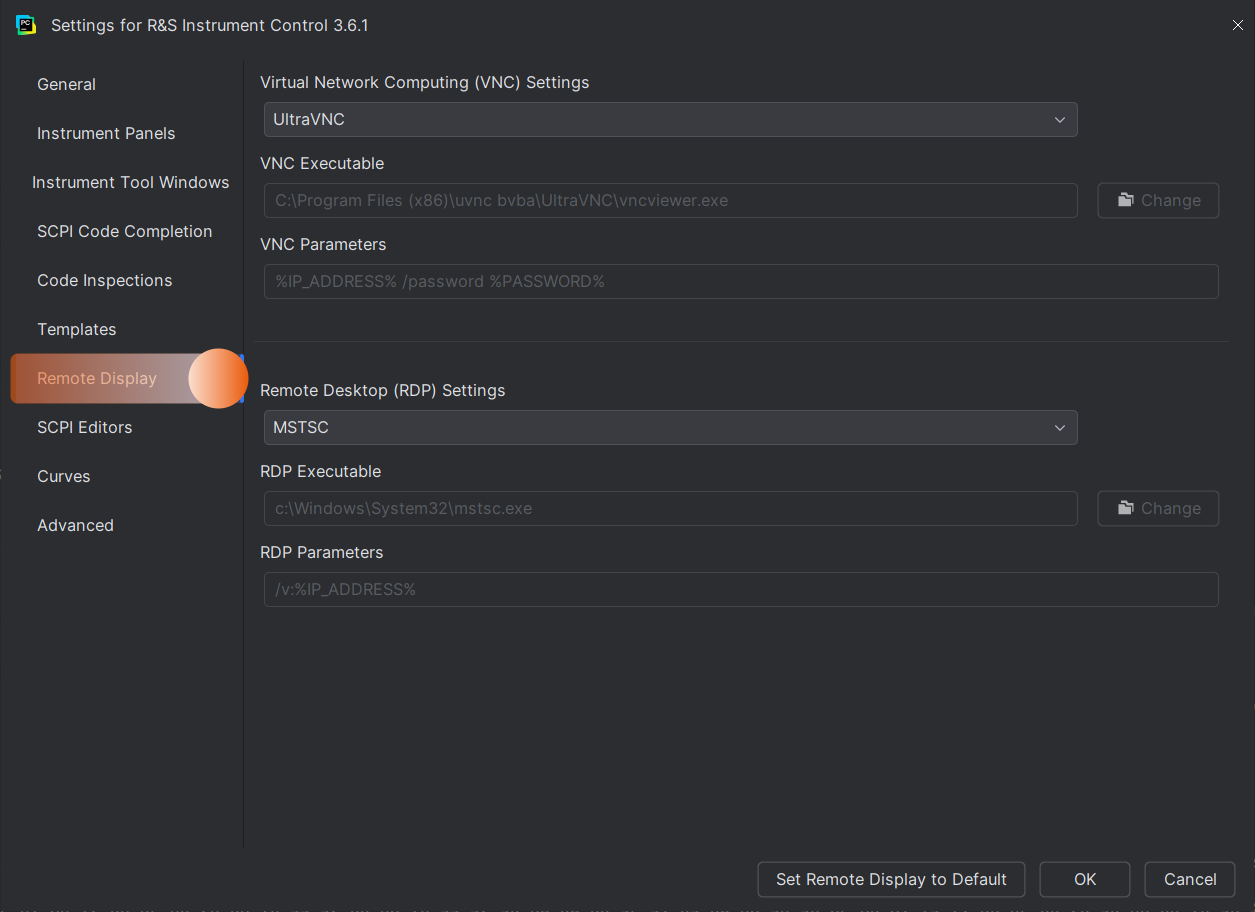 Settings for R&S Instrument Control 3.6.1
General
Instrument Panels
Instrument Tool Windows
SCPI Code Completion
Code Inspections
Templates
Remote Display
SCPI Editors
Curves
Advanced
Virtual Network Computing (VNC) Settings
UltraVNC
VNC Executable
C:\Program Files (x86)\uvnc bvba\UltraVNC\vncviewer.exe
Change
VNC Parameters
%IP_ADDRESS% /password %PASSWORD%
Remote Desktop (RDP) Settings
MSTSC
RDP Executable
c:\Windows\System32\mstsc.exe
Change
RDP Parameters
/v:%IP_ADDRESS%
Set Remote Display to Default
OK
Cancel